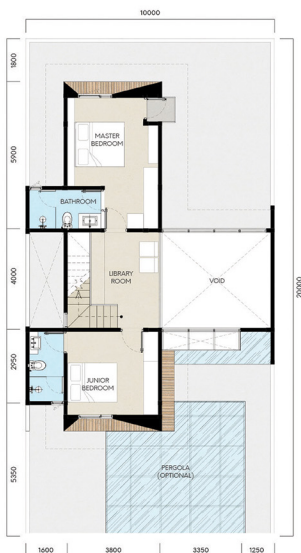 10000
1800
MASTER
BEDROOM
5900
BATHROOM
4000
LIBRARY
ROOM
VOID
20000
2950
JUNIOR
BEDROOM
5350
PERGOLA
(OPTIONAL)
1600
3800
3350
1250